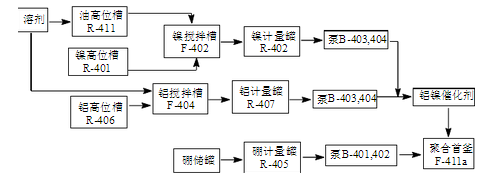 溶剂
油高位槽
R-411
镍搅拌槽
F-402
镍计量罐
R-402
泵B-403,404
镍高位槽
R-401
铝搅拌槽
F-404
铝计量罐
R-407
泵B-403,404
铝镍催化剂
铝高位槽
R-406
硼储罐
硼计量罐
R-405
泵B-401,402
聚合首釜
F-411a